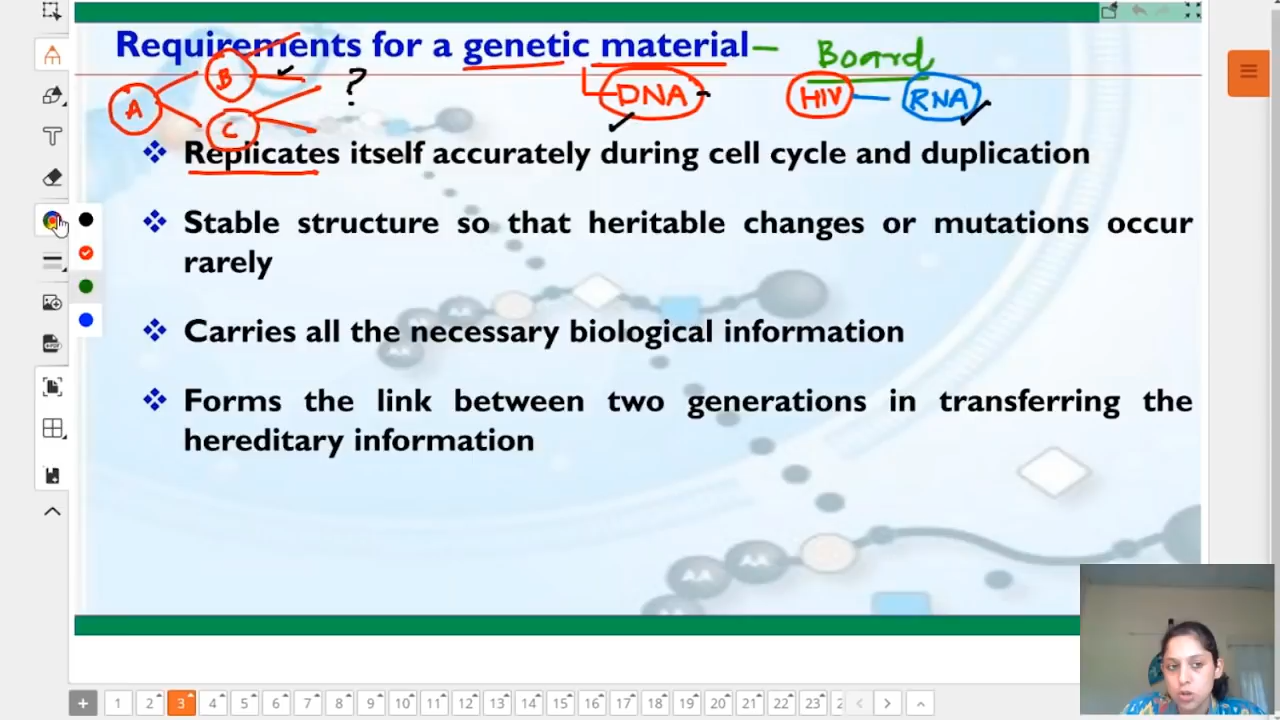 Requirements for a genetic material –
Board
A B C ? DNA HIV RNA
Replicates itself accurately during cell cycle and duplication
Stable structure so that heritable changes or mutations occur
rarely
Carries all the necessary biological information
Forms the link between two generations in transferring the
hereditary information
AA
AA AA
1 2 3 4 5 6 7 8 9 10 11 12 13 14 15 16 17 18 19 20 21 22 23